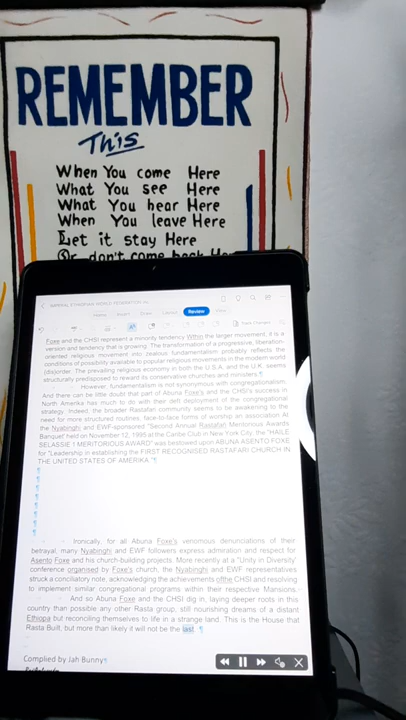 REMEMBER
This
When You come Here
What You see Here
What You hear Here
When You leave Here
Let it stay Here
Or don't come back
Review
Foxe and the CHSI represent a minority tendency Within the larger movement, it is a
version and tendency that is growing. The transformation of a progressive, liberation-
oriented religious movement into zealous fundamentalism probably reflects the
conditions of possibility available to popular religious movements in the modern world
(dis)order. The prevailing religious economy in both the U.S.A. and the U.K. seems
structurally predisposed to reward its conservative churches and ministers.¶
However, fundamentalism is not synonymous with congregationalism.
And there can be little doubt that part of Abuna Foxe's and the CHSI's success in
North America has much to do with their deft deployment of the congregational
strategy. Indeed, the broader Rastafari community seems to be awakening to the
need for more structured routines, face-to-face forms of worship an association. At
the Nyabinghi and EWF-sponsored "Second Annual Rastafari Meritorious Awards
Banquet" held on November 12, 1995 at the Caribe Club in New York City, the "HAILE
SELASSIE 1 MERITORIOUS AWARD" was bestowed upon ABUNA ASENTO FOXE
for "Leadership in establishing the FIRST RECOGNISED RASTAFARI CHURCH IN
THE UNITED STATES OF AMERIKA."¶
Ironically, for all Abuna Foxe's venomous denunciations of their
betrayal, many Nyabinghi and EWF followers express admiration and respect for
Asento Foxe and his church-building projects. More recently at a "Unity in Diversity"
conference organised by Foxe's church, the Nyabinghi and EWF representatives
struck a conciliatory note, acknowledging the achievements ofthe CHSI and resolving
to implement similar congregational programs within their respective Mansions.
And so Abuna Foxe and the CHSI dig in, laying deeper roots in this
country than possible any other Rasta group, still nourishing dreams of a distant
Ethiopa but reconciling themselves to life in a strange land. This is the House that
Rasta Built, but more than likely it will not be the last. ¶
Complied by Jah Bunny¶